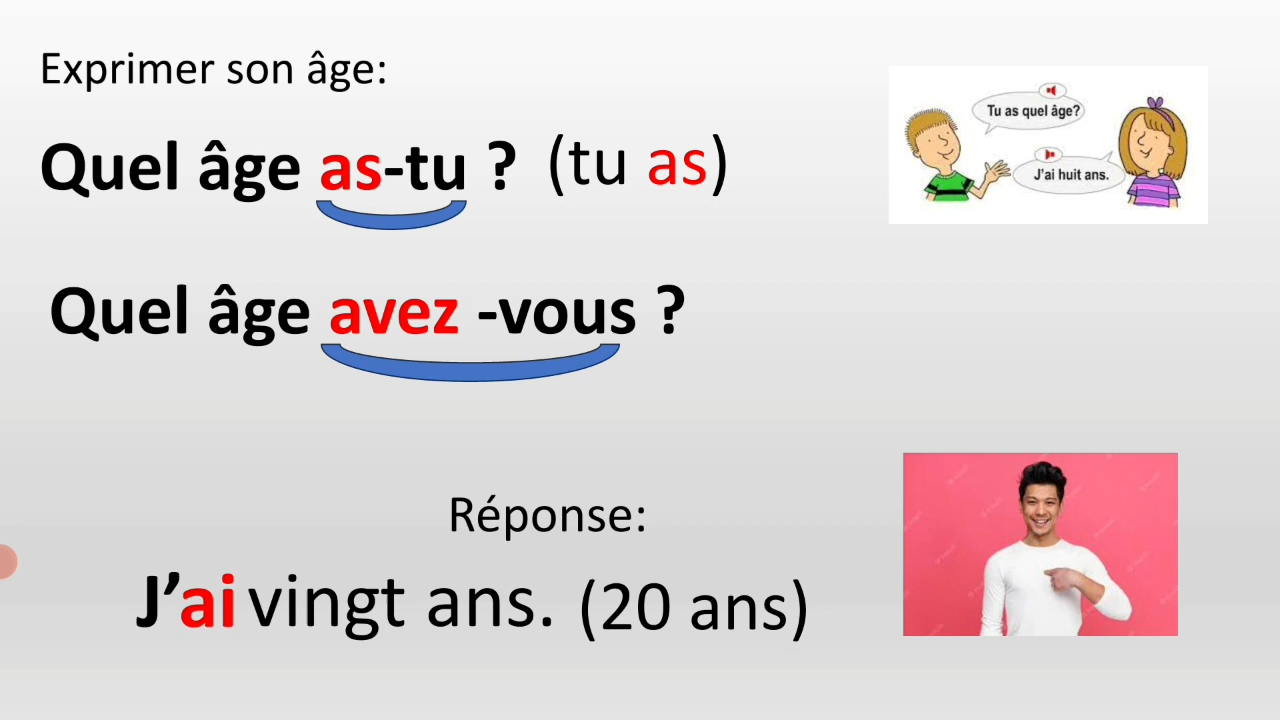 Exprimer son âge:
Quel âge as-tu ? (tu as)
Tu as quel âge?
J'ai huit ans.
Quel âge avez -vous ?
Réponse:
J’ai vingt ans. (20 ans)